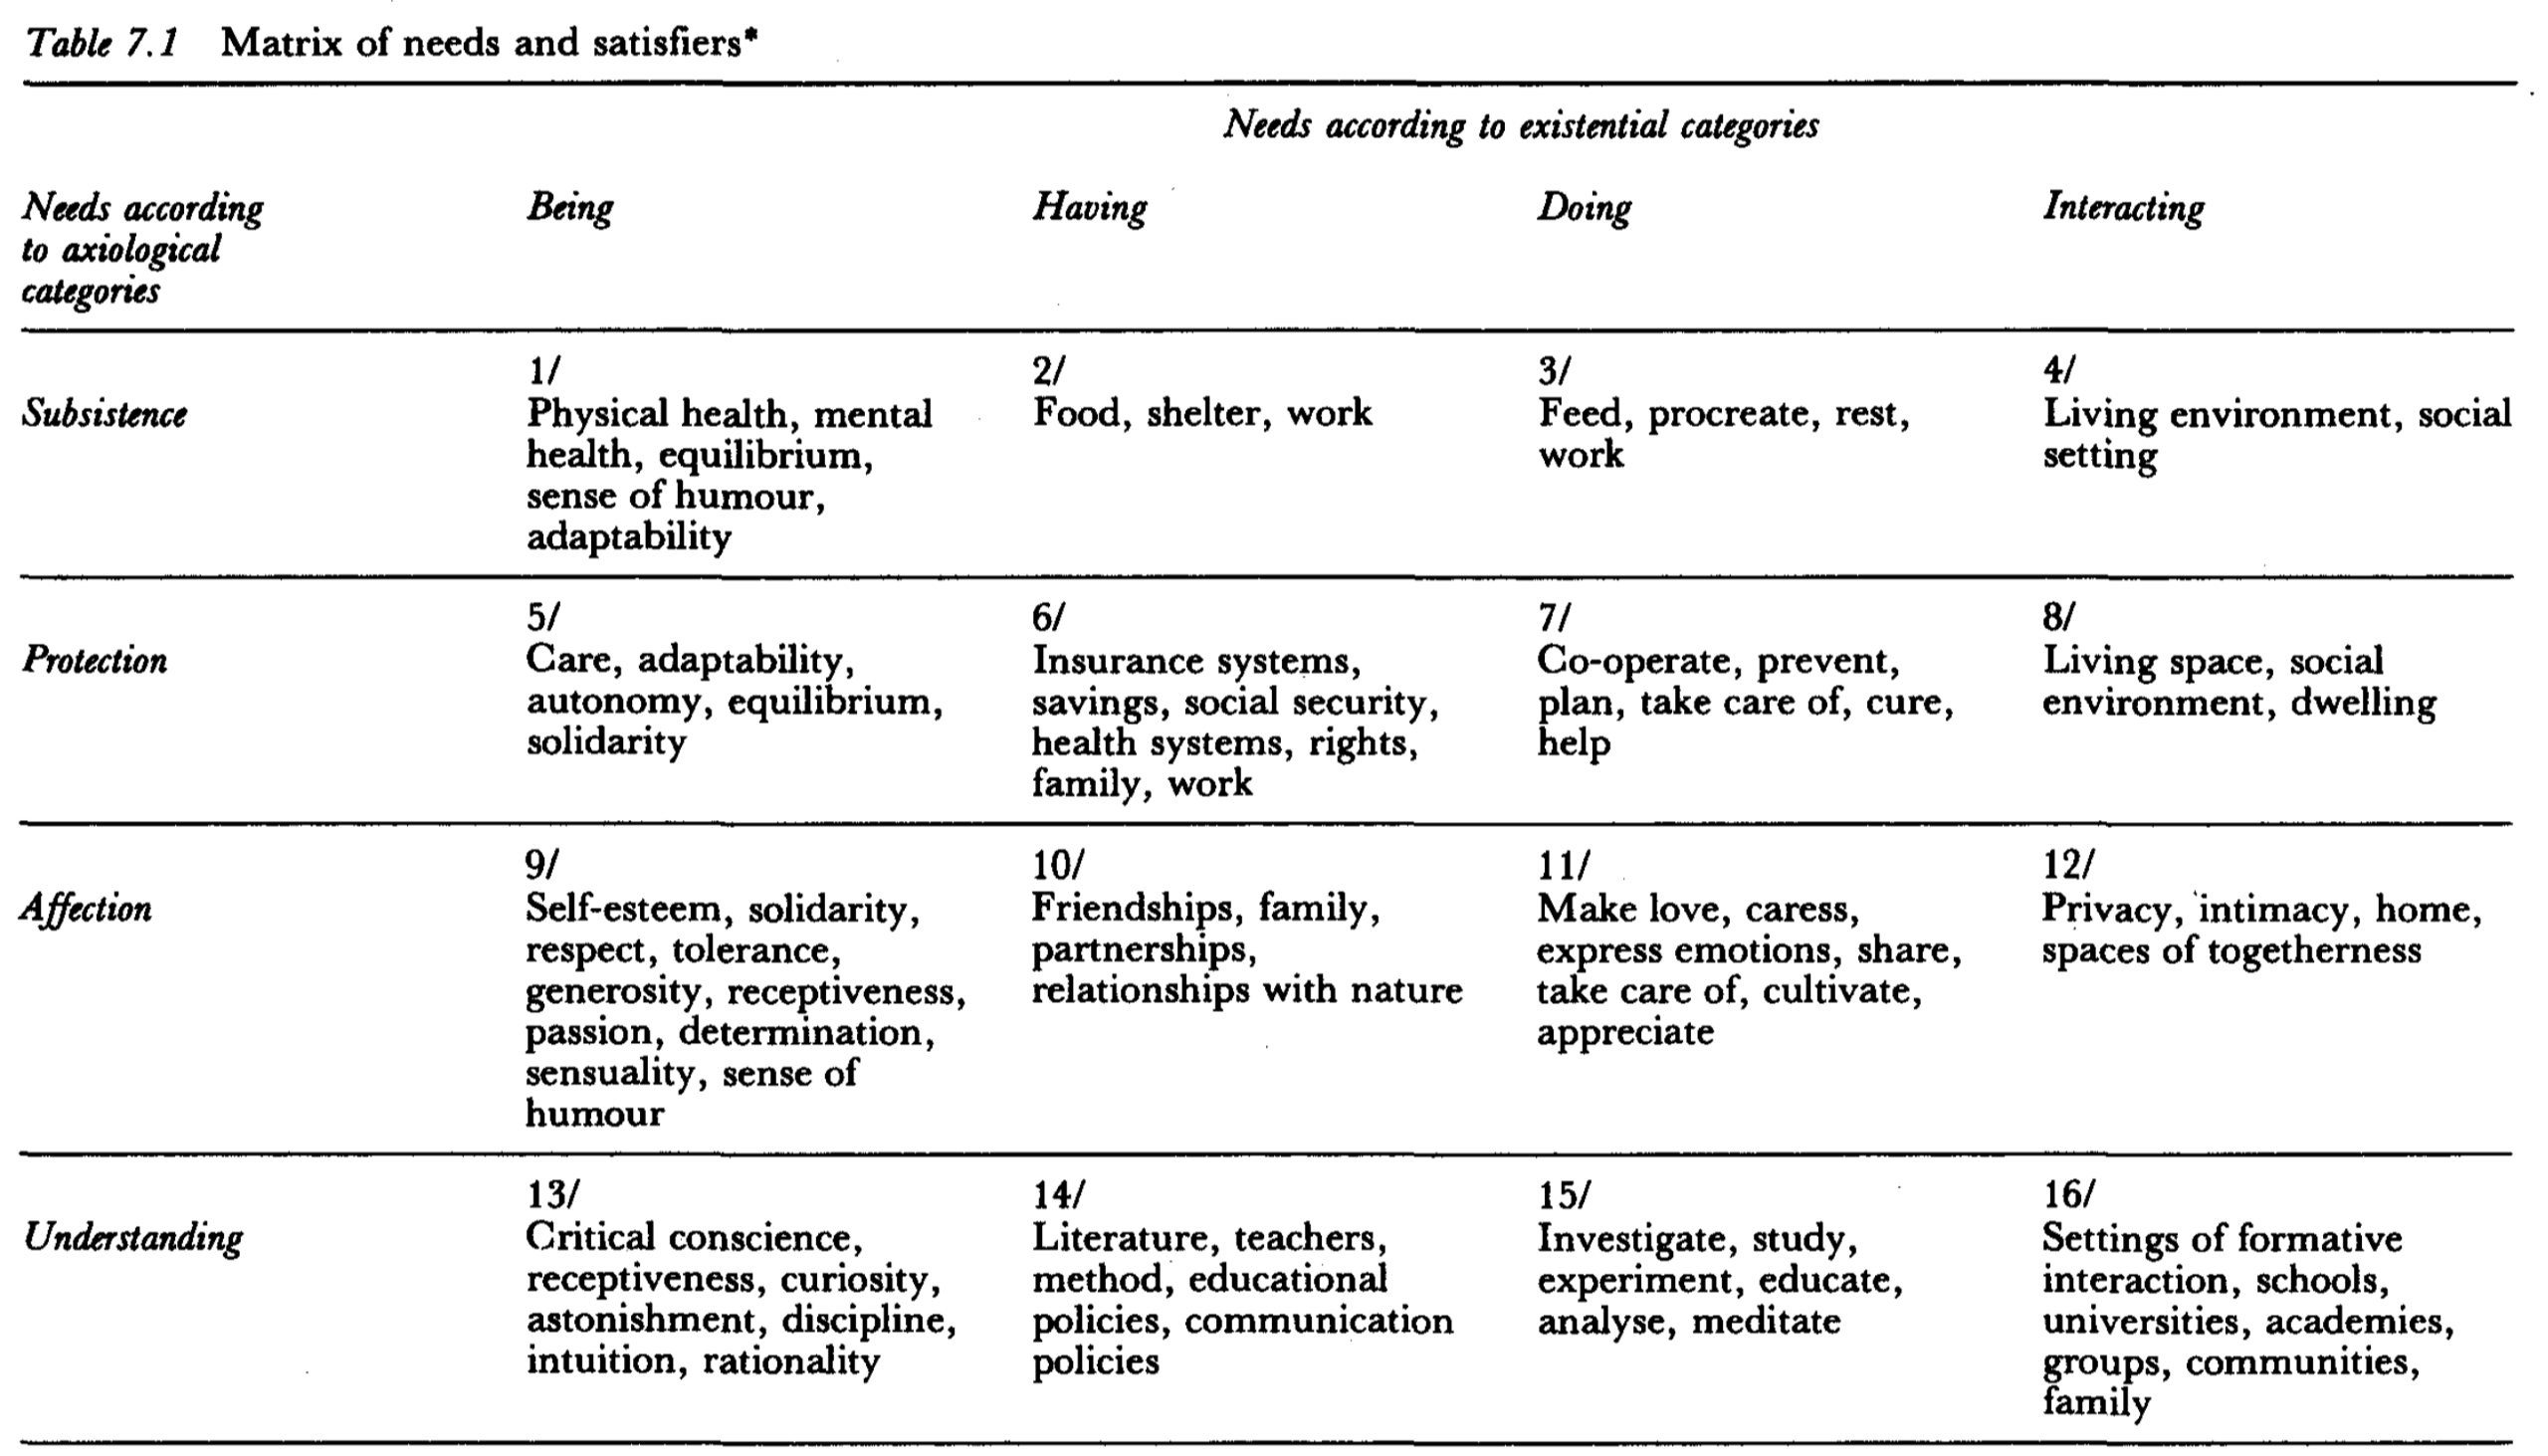 Table 7.1 Matrix of needs and satisfiers*
Needs according to existential categories
Needs according
to axiological
categories
Being
Having
Doing
Interacting
Subsistence
1/
Physical health, mental
health, equilibrium,
sense of humour,
adaptability
2/
Food, shelter, work
3/
Feed, procreate, rest,
work
4/
Living environment, social
setting
Protection
5/
Care, adaptability,
autonomy, equilibrium,
solidarity
6/
Insurance systems,
savings, social security,
health systems, rights,
family, work
7/
Co-operate, prevent,
plan, take care of, cure,
help
8/
Living space, social
environment, dwelling
Affection
9/
Self-esteem, solidarity,
respect, tolerance,
generosity, receptiveness,
passion, determination,
sensuality, sense of
humour
10/
Friendships, family,
partnerships,
relationships with nature
11/
Make love, caress,
express emotions, share,
take care of, cultivate,
appreciate
12/
Privacy, intimacy, home,
spaces of togetherness
Understanding
13/
Critical conscience,
receptiveness, curiosity,
astonishment, discipline,
intuition, rationality
14/
Literature, teachers,
method, educational
policies, communication
policies
15/
Investigate, study,
experiment, educate,
analyse, meditate
16/
Settings of formative
interaction, schools,
universities, academies,
groups, communities,
family